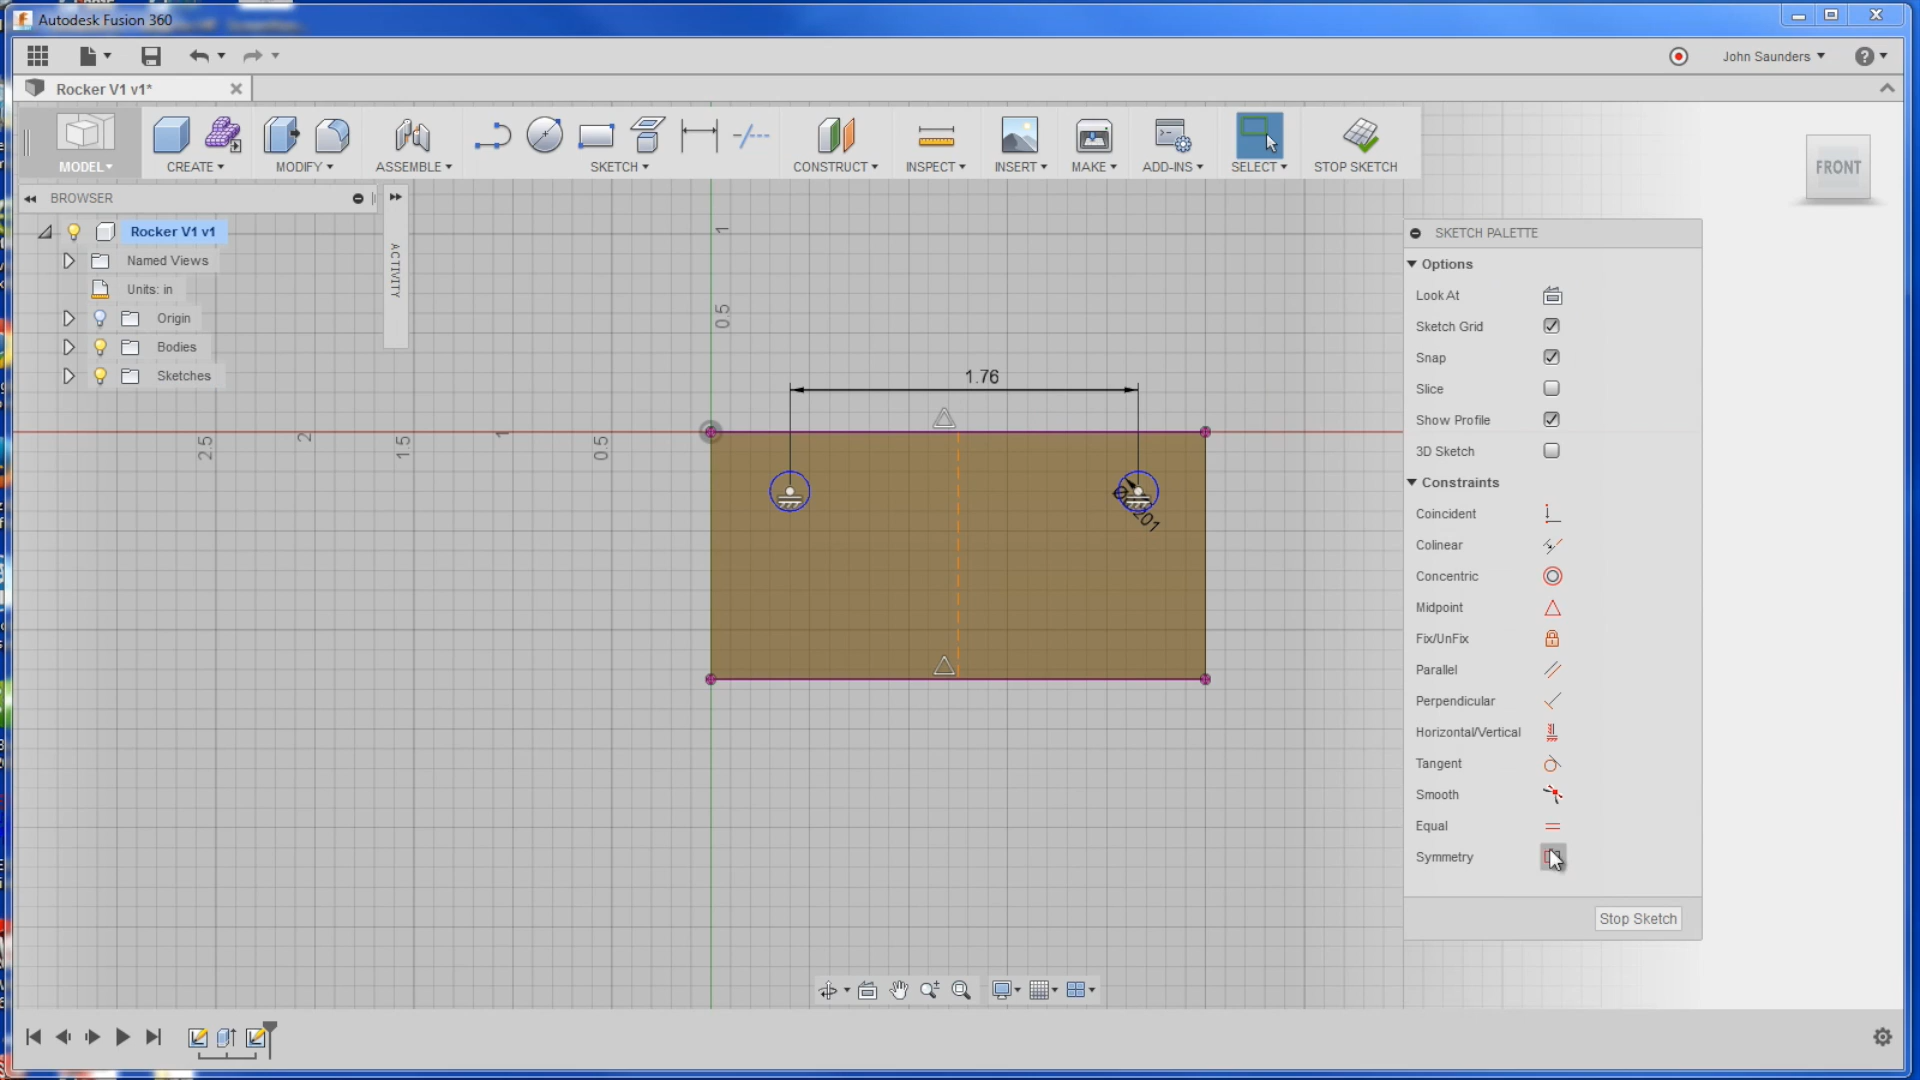 Autodesk Fusion 360
John Saunders
Rocker V1 v1*
MODEL
CREATE
MODIFY
ASSEMBLE
SKETCH
CONSTRUCT
INSPECT
INSERT
MAKE
ADD-INS
SELECT
STOP SKETCH
FRONT
BROWSER
ACTIVITY
Rocker V1 v1
Named Views
Units: in
Origin
Bodies
Sketches
1
0.5
1.76
2.5
2
1.5
1
0.5
SKETCH PALETTE
Options
Look At
Sketch Grid
Snap
Slice
Show Profile
3D Sketch
Constraints
Coincident
Colinear
Concentric
Midpoint
Fix/UnFix
Parallel
Perpendicular
Horizontal/Vertical
Tangent
Smooth
Equal
Symmetry
Stop Sketch